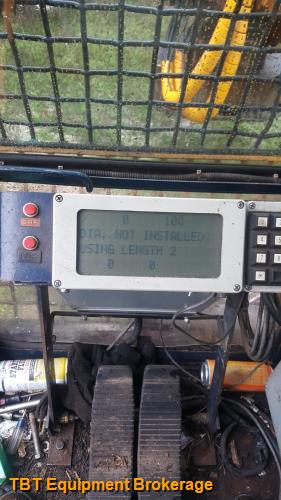 0 100
DIA. NOT INSTALLED
USING LENGTH 2
0 0
TBT Equipment Brokerage